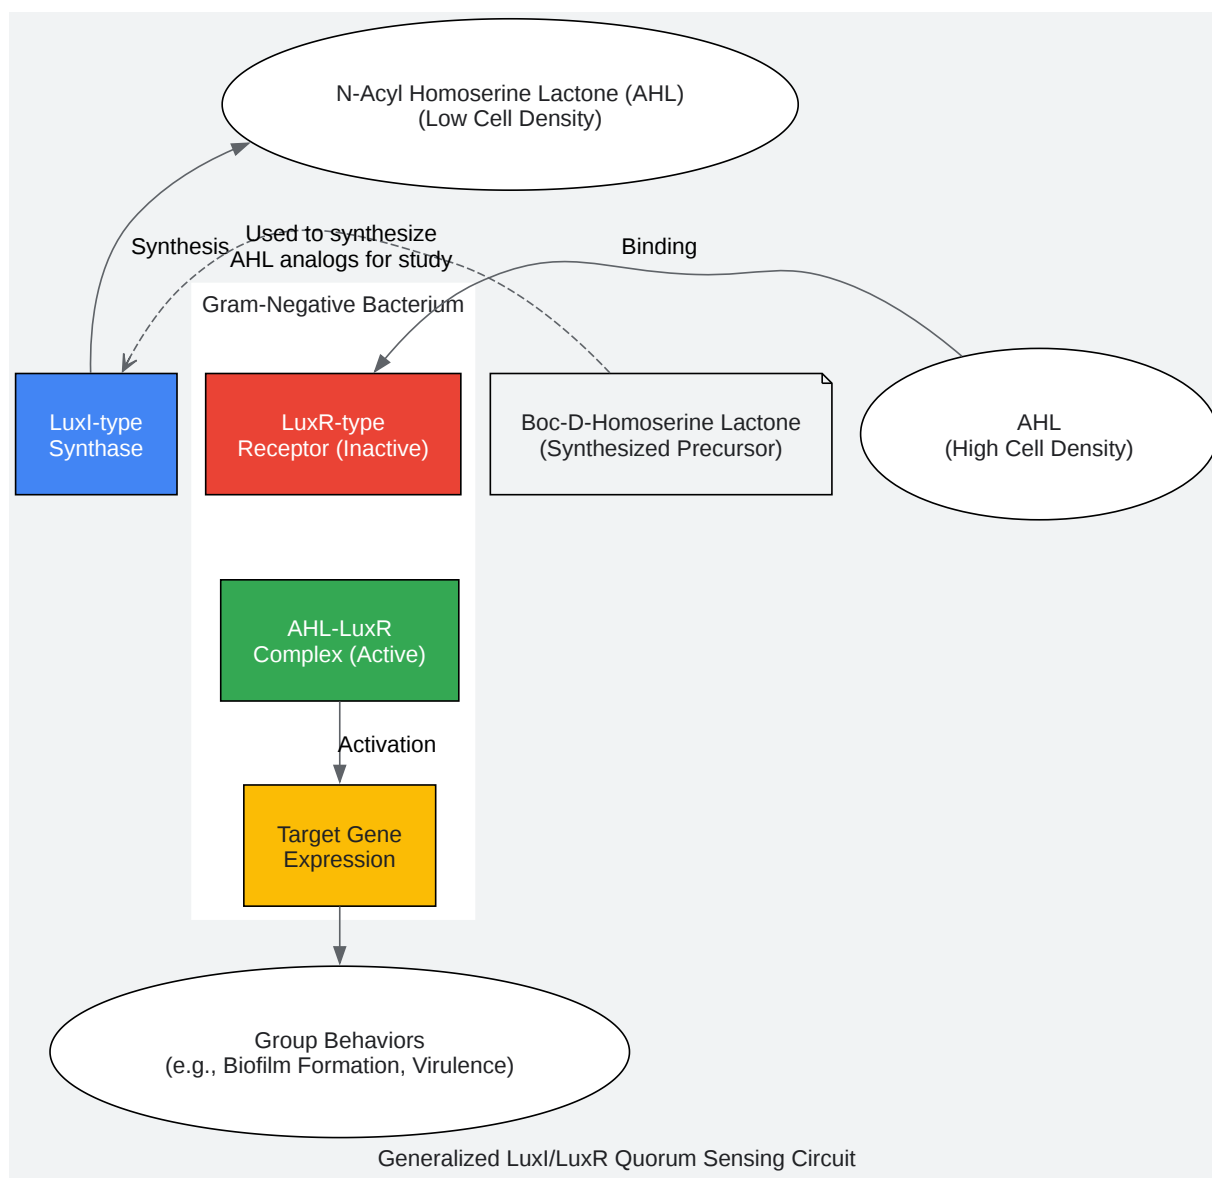 N-Acyl Homoserine Lactone (AHL)
(Low Cell Density)
Synthesis
Used to synthesize
AHL analogs for study
Binding
Gram-Negative Bacterium
LuxI-type
Synthase
LuxR-type
Receptor (Inactive)
Boc-D-Homoserine Lactone
(Synthesized Precursor)
AHL
(High Cell Density)
AHL-LuxR
Complex (Active)
Activation
Target Gene
Expression
Group Behaviors
(e.g., Biofilm Formation, Virulence)
Generalized LuxI/LuxR Quorum Sensing Circuit